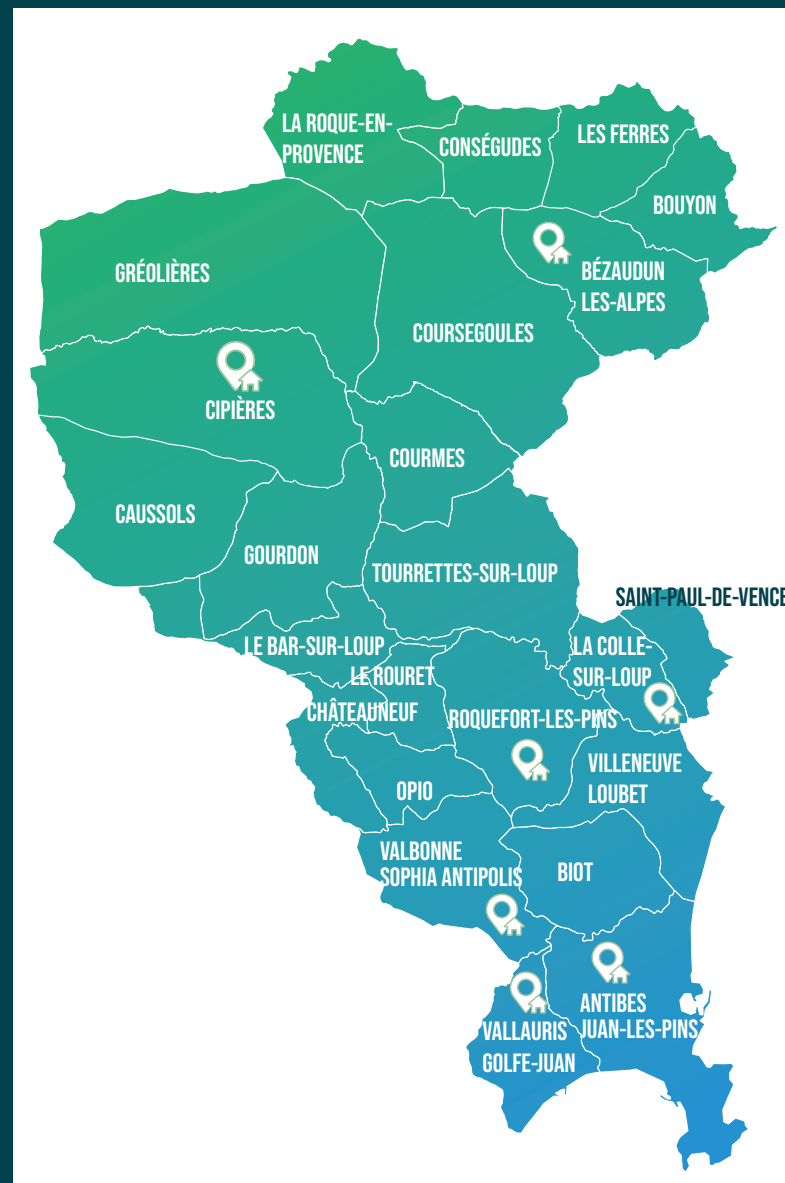 LA ROQUE-EN-
PROVENCE
CONSÉGUDES
LES FERRES
BOUYON
GRÉOLIÈRES
BÉZAUDUN
LES-ALPES
COURSEGOULES
CIPIÈRES
COURMES
CAUSSOLS
GOURDON
TOURRETTES-SUR-LOUP
SAINT-PAUL-DE-VENCE
LE BAR-SUR-LOUP
LA COLLE-
SUR-LOUP
LE ROURET
CHÂTEAUNEUF
ROQUEFORT-LES-PINS
VILLENEUVE
LOUBET
OPIO
VALBONNE
SOPHIA ANTIPOLIS
BIOT
ANTIBES
JUAN-LES-PINS
VALLAURIS
GOLFE-JUAN